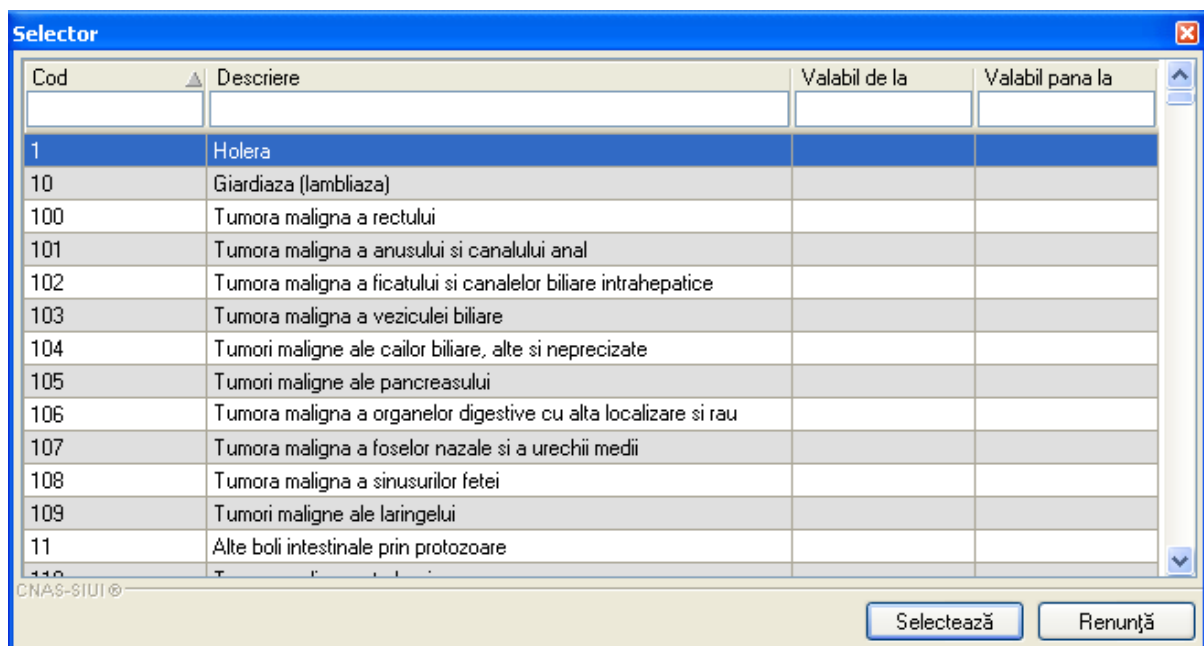 Selector
Cod Descriere Valabil de la Valabil pana la
1 Holera
10 Giardiaza (lambliaza)
100 Tumora maligna a rectului
101 Tumora maligna a anusului si canalului anal
102 Tumora maligna a ficatului si canalelor biliare intrahepatice
103 Tumora maligna a veziculei biliare
104 Tumori maligne ale cailor biliare, alte si neprecizate
105 Tumori maligne ale pancreasului
106 Tumora maligna a organelor digestive cu alta localizare si rau
107 Tumora maligna a foselor nazale si a urechii medii
108 Tumora maligna a sinusurilor fetei
109 Tumori maligne ale laringelui
11 Alte boli intestinale prin protozoare
CNAS-SIUI®
Selectează Renunţă